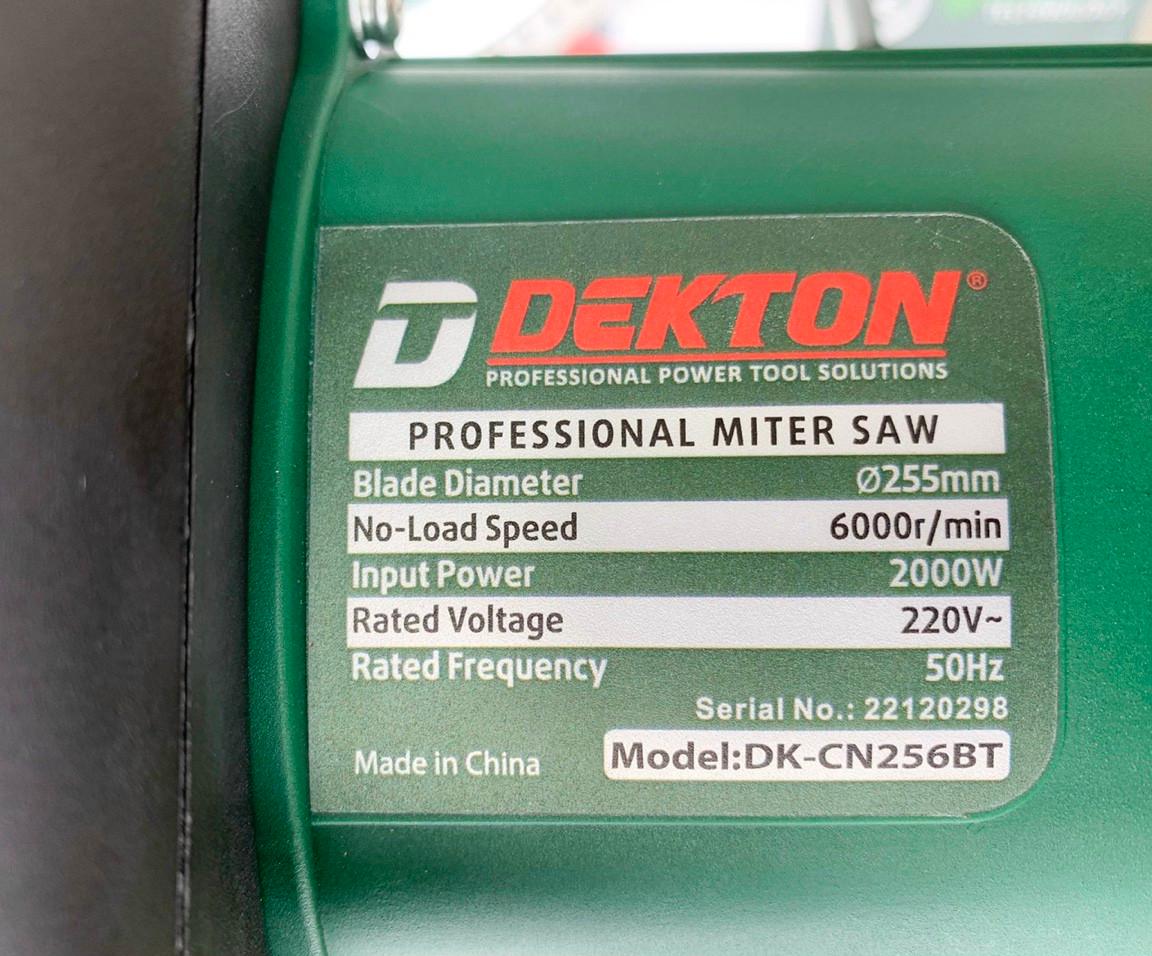 DEKTON®
PROFESSIONAL POWER TOOL SOLUTIONS
PROFESSIONAL MITER SAW
Blade Diameter Ø255mm
No-Load Speed 6000r/min
Input Power 2000W
Rated Voltage 220V~
Rated Frequency 50Hz
Serial No.: 22120298
Made in China
Model:DK-CN256BT